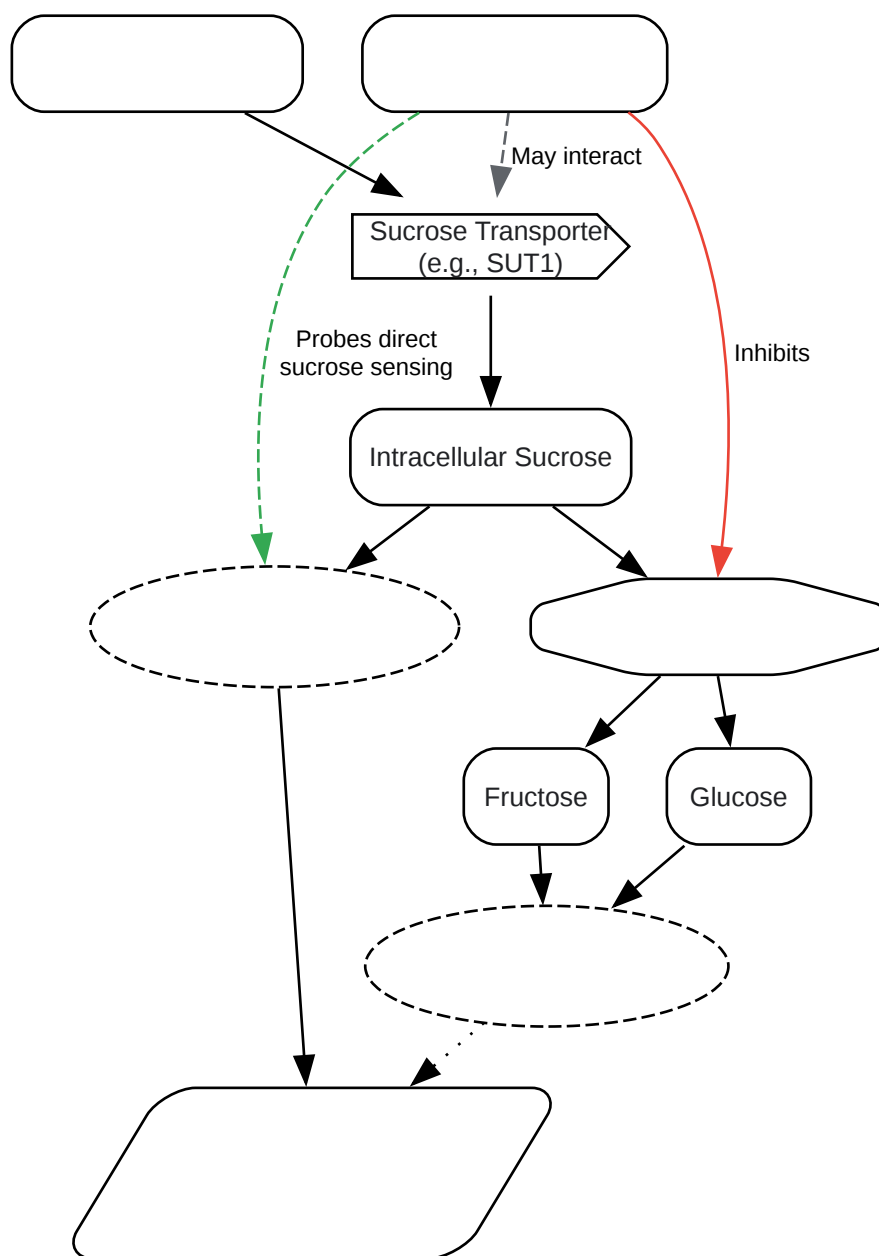 May interact
Sucrose Transporter
(e.g., SUT1)
Probes direct
sucrose sensing
Inhibits
Intracellular Sucrose
Fructose
Glucose